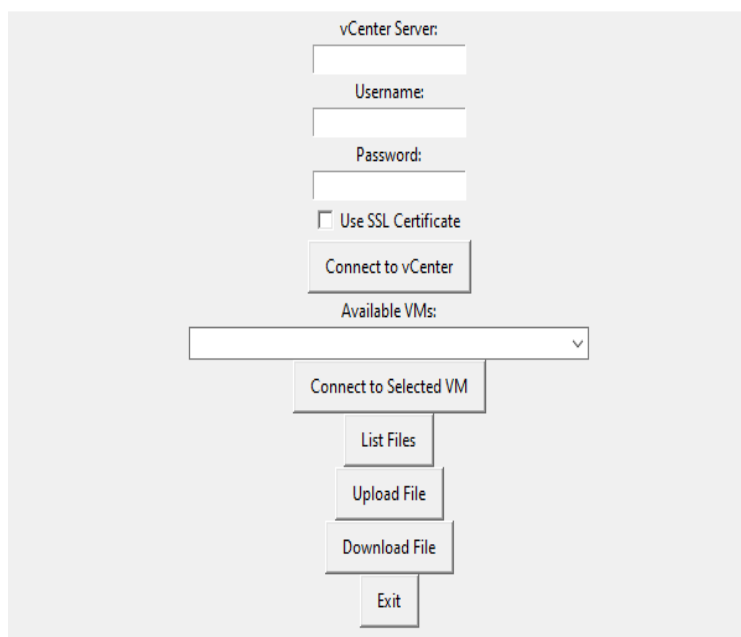 vCenter Server:
Username:
Password:
Use SSL Certificate
Connect to vCenter
Available VMs:
Connect to Selected VM
List Files
Upload File
Download File
Exit